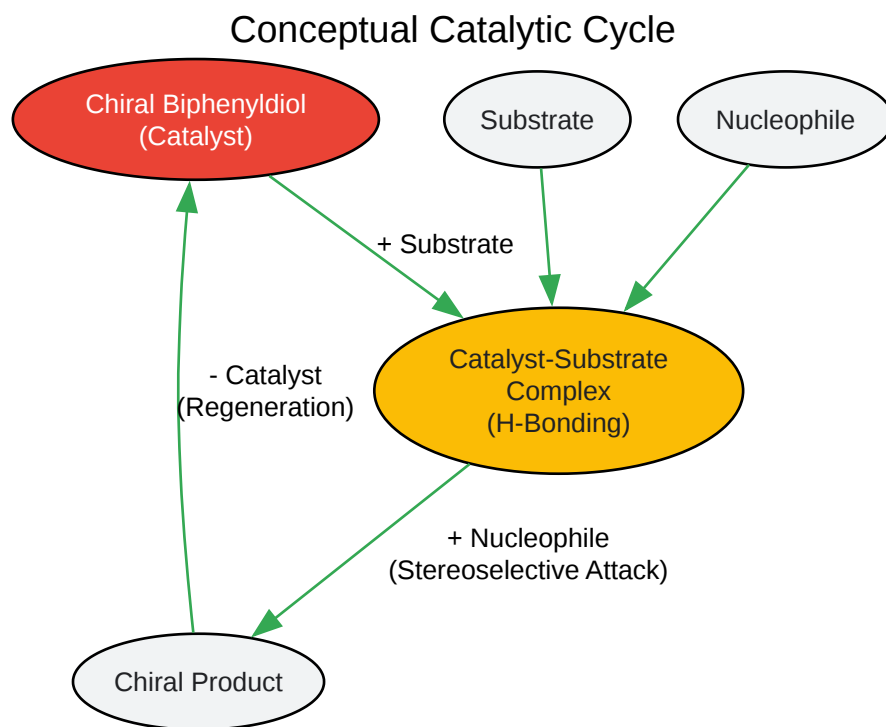 Conceptual Catalytic Cycle
Chiral Biphenyldiol
(Catalyst)
Substrate
Nucleophile
+ Substrate
Catalyst-Substrate
Complex
(H-Bonding)
- Catalyst
(Regeneration)
+ Nucleophile
(Stereoselective Attack)
Chiral Product